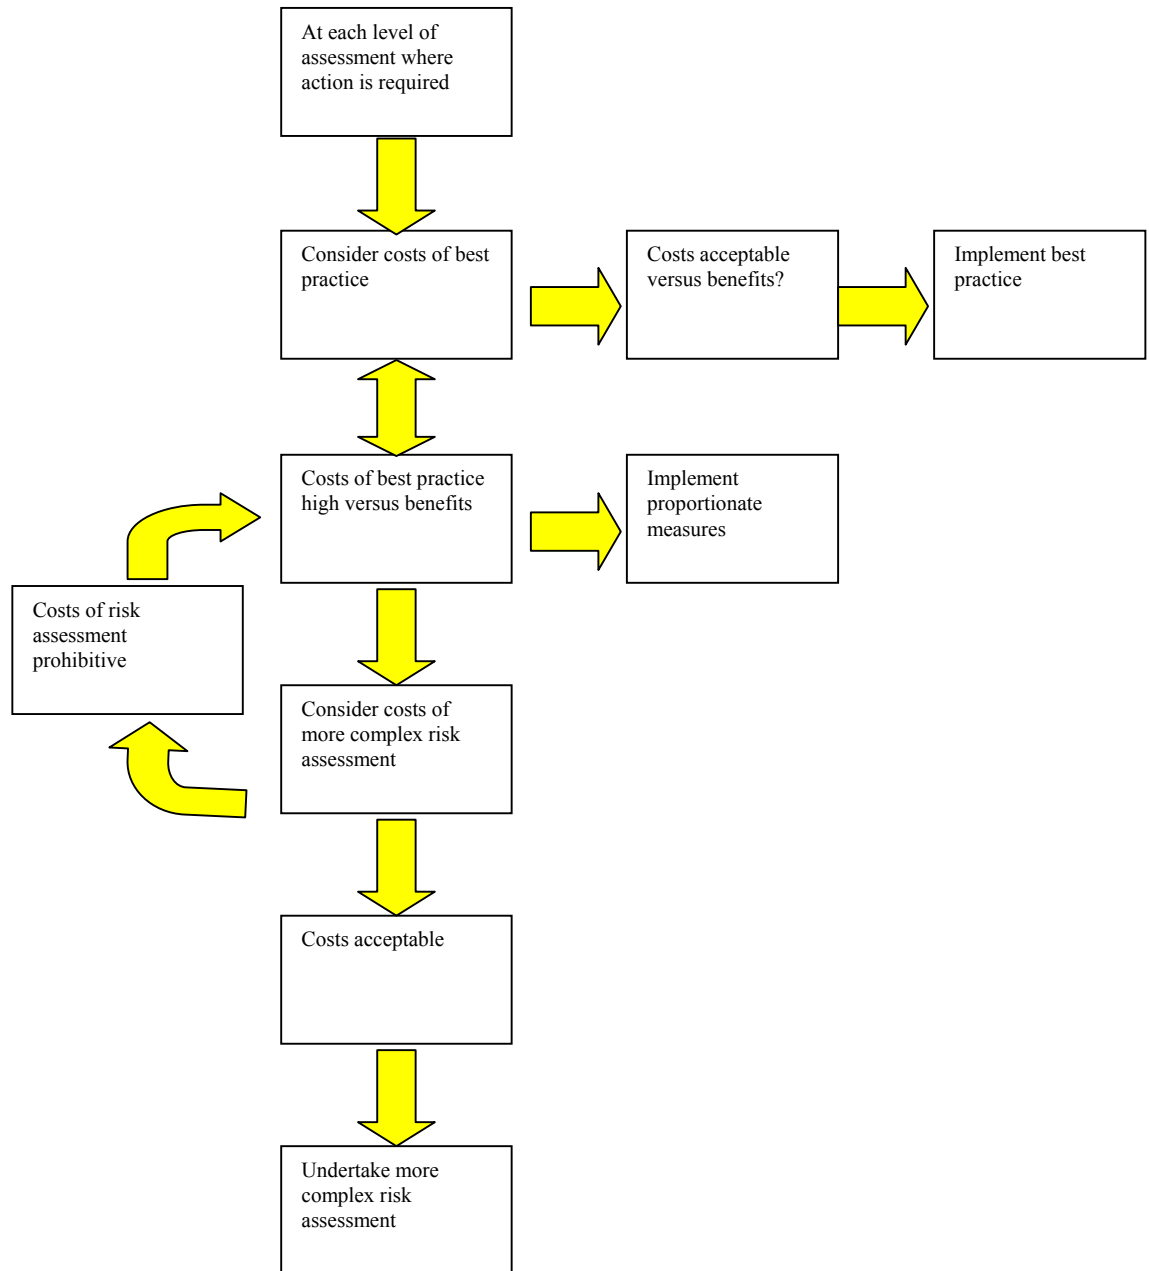 At each level of
assessment where
action is required
Consider costs of best
practice
Costs acceptable
versus benefits?
Implement best
practice
Costs of best practice
high versus benefits
Implement
proportionate
measures
Costs of risk
assessment
prohibitive
Consider costs of
more complex risk
assessment
Costs acceptable
Undertake more
complex risk
assessment